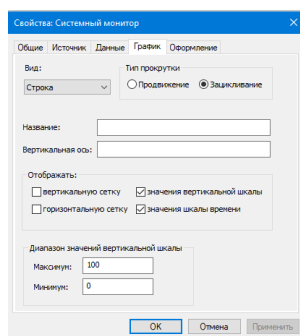 Свойства: Системный монитор
Общие Источник Данные График Оформление
Вид:
Строка
Тип прокрутки
Продвижение Зацикливание
Название:
Вертикальная ось:
Отображать:
вертикальную сетку значения вертикальной шкалы
горизонтальную сетку значения шкалы времени
Диапазон значений вертикальной шкалы
Максимум: 100
Минимум: 0
ОК Отмена Применить